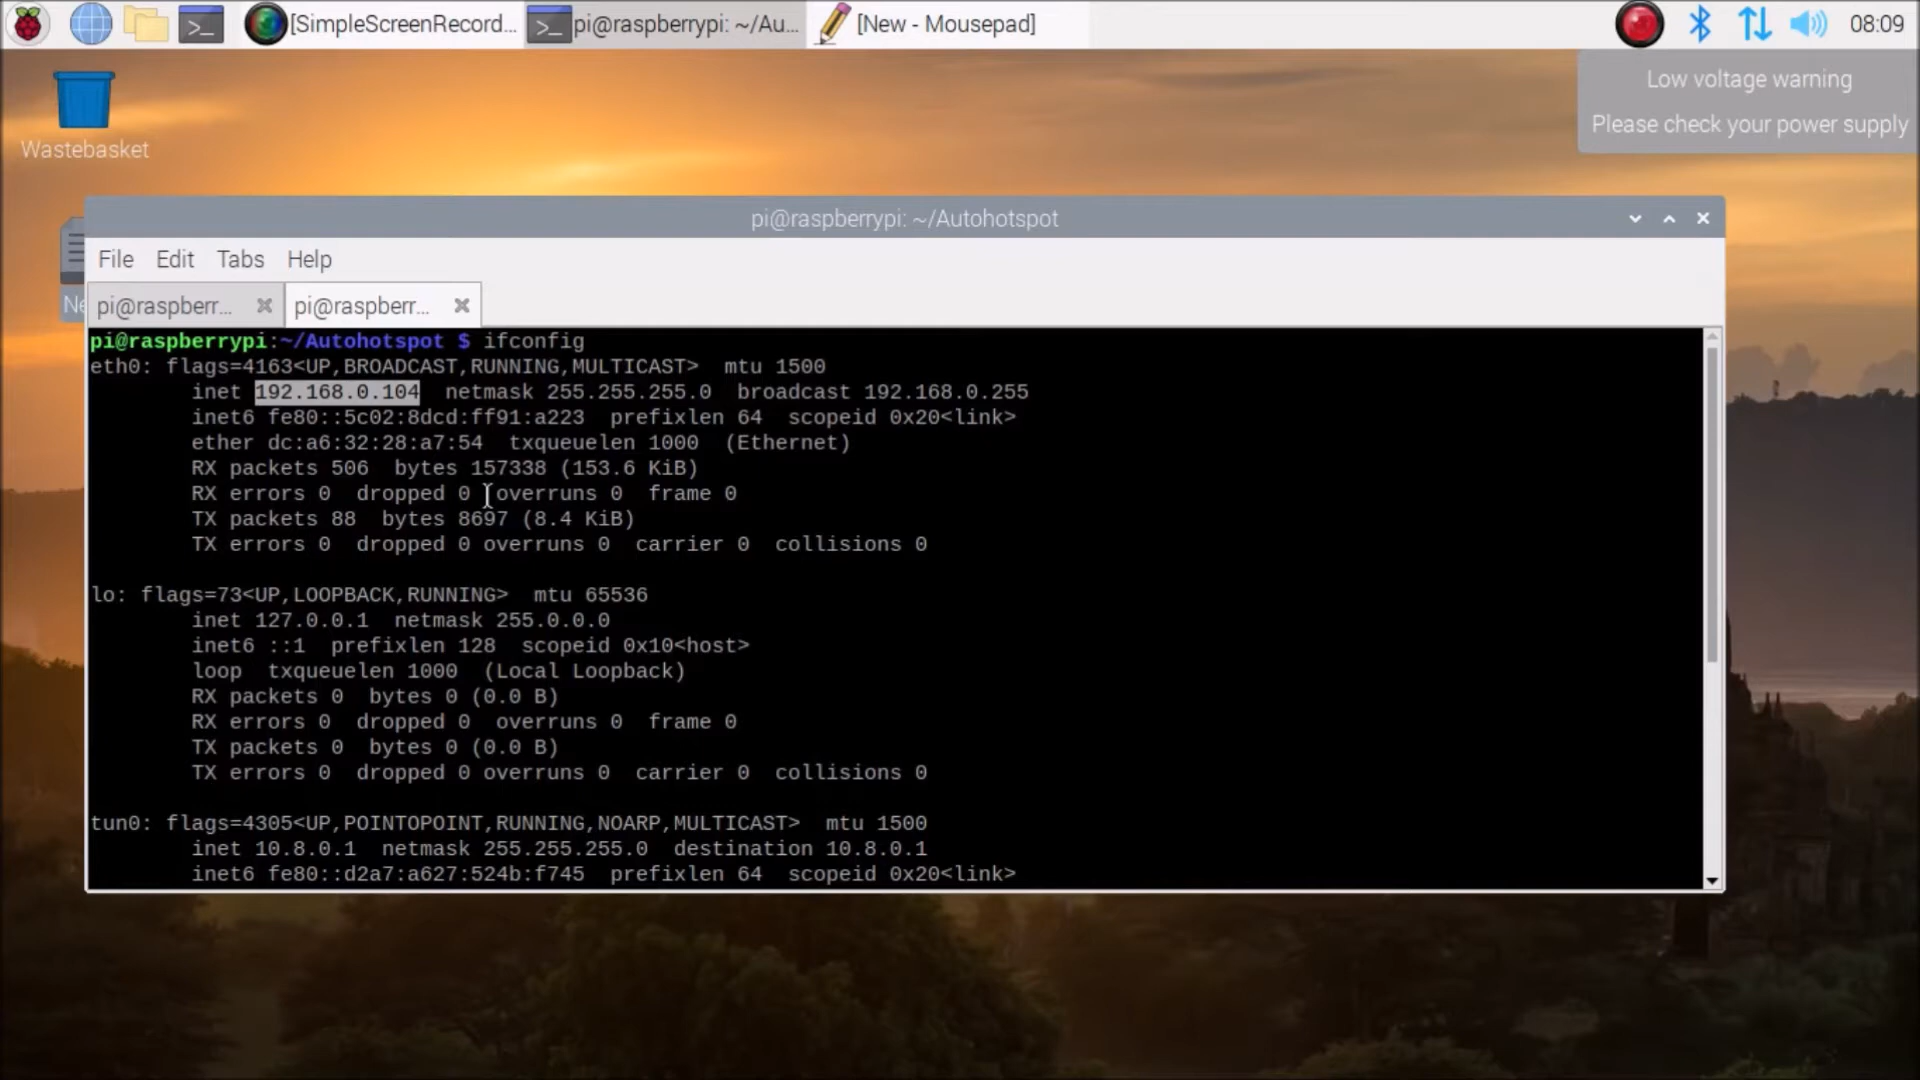 [SimpleScreenRecord... pi@raspberrypi: ~/Au... [New - Mousepad] 08:09
Low voltage warning
Please check your power supply
Wastebasket
Ne
pi@raspberrypi: ~/Autohotspot
File Edit Tabs Help
pi@raspberr... pi@raspberr...
pi@raspberrypi:~/Autohotspot $ ifconfig
eth0: flags=4163<UP,BROADCAST,RUNNING,MULTICAST> mtu 1500
inet 192.168.0.104 netmask 255.255.255.0 broadcast 192.168.0.255
inet6 fe80::5c02:8dcd:ff91:a223 prefixlen 64 scopeid 0x20<link>
ether dc:a6:32:28:a7:54 txqueuelen 1000 (Ethernet)
RX packets 506 bytes 157338 (153.6 KiB)
RX errors 0 dropped 0 overruns 0 frame 0
TX packets 88 bytes 8697 (8.4 KiB)
TX errors 0 dropped 0 overruns 0 carrier 0 collisions 0
lo: flags=73<UP,LOOPBACK,RUNNING> mtu 65536
inet 127.0.0.1 netmask 255.0.0.0
inet6 ::1 prefixlen 128 scopeid 0x10<host>
loop txqueuelen 1000 (Local Loopback)
RX packets 0 bytes 0 (0.0 B)
RX errors 0 dropped 0 overruns 0 frame 0
TX packets 0 bytes 0 (0.0 B)
TX errors 0 dropped 0 overruns 0 carrier 0 collisions 0
tun0: flags=4305<UP,POINTOPOINT,RUNNING,NOARP,MULTICAST> mtu 1500
inet 10.8.0.1 netmask 255.255.255.0 destination 10.8.0.1
inet6 fe80::d2a7:a627:524b:f745 prefixlen 64 scopeid 0x20<link>